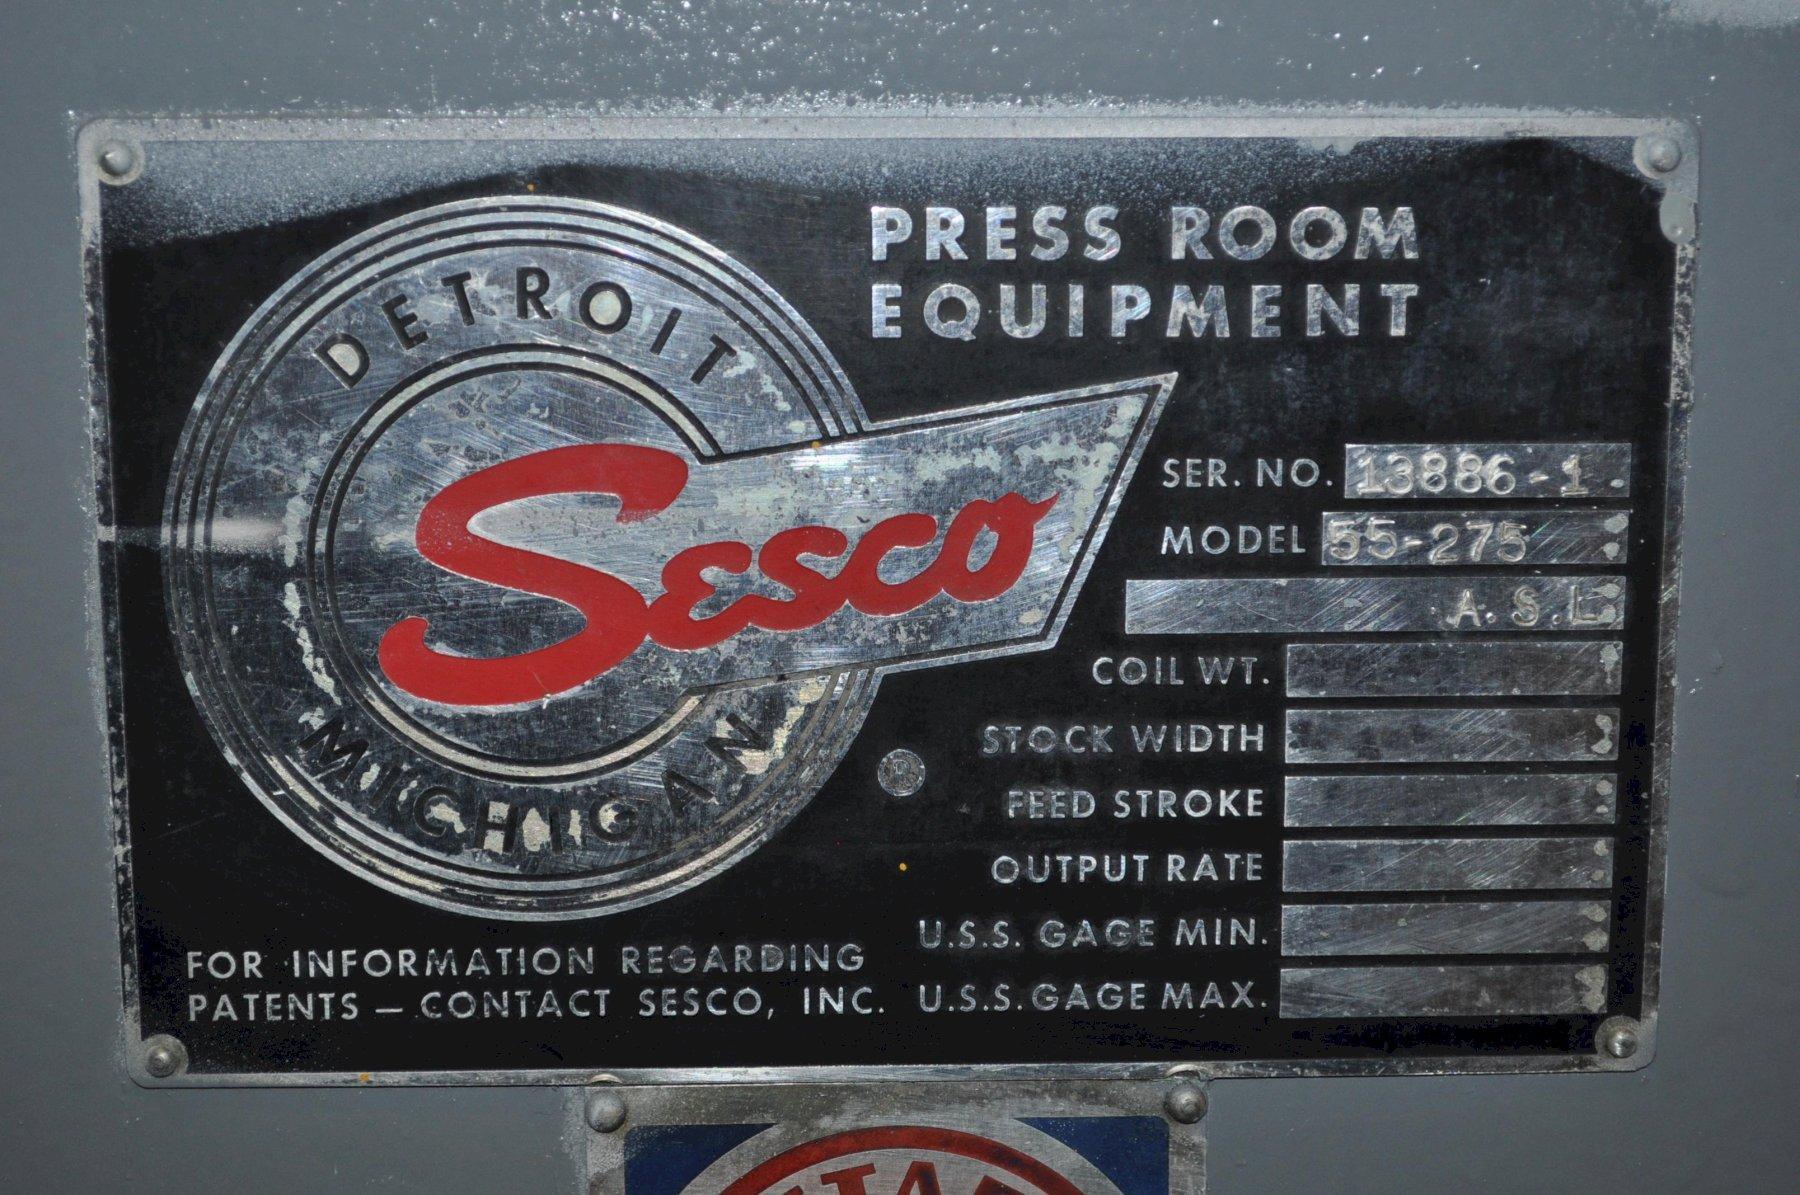 PRESS ROOM
EQUIPMENT
DETROIT
Sesco
MICHIGAN
SER. NO. 13886-1
MODEL 55-275
A.S.L
COIL WT.
STOCK WIDTH
FEED STROKE
OUTPUT RATE
U.S.S. GAGE MIN.
U.S.S. GAGE MAX.
®
FOR INFORMATION REGARDING
PATENTS — CONTACT SESCO, INC.